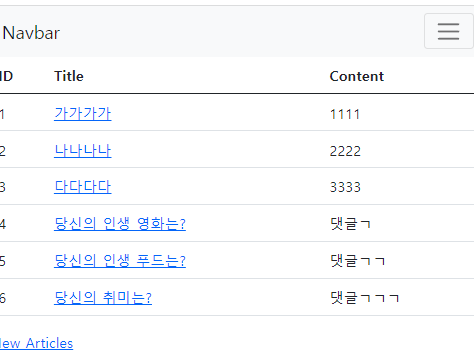 Navbar
ID Title Content
1 가가가가 1111
2 나나나나 2222
3 다다다다 3333
4 당신의 인생 영화는? 댓글ㄱ
5 당신의 인생 푸드는? 댓글ㄱㄱ
6 당신의 취미는? 댓글ㄱㄱㄱ
New Articles